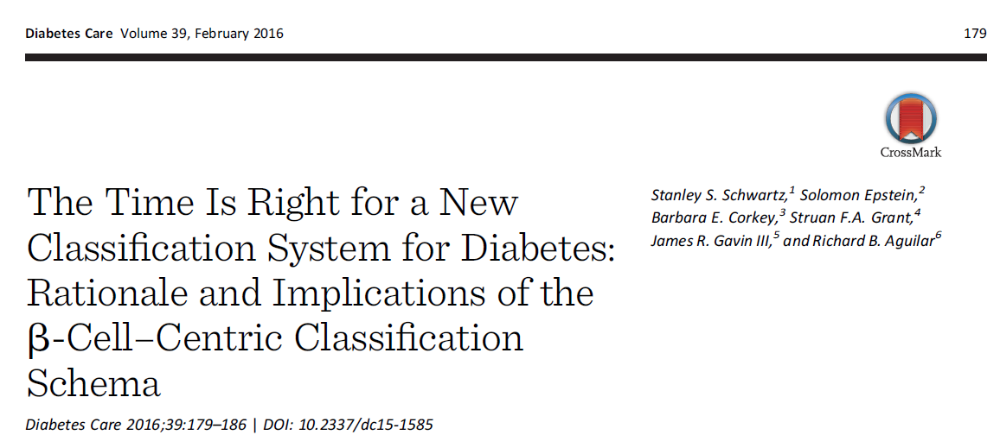 Diabetes Care Volume 39, February 2016
179
CrossMark
The Time Is Right for a New
Classification System for Diabetes:
Rationale and Implications of the
β-Cell–Centric Classification
Schema
Stanley S. Schwartz,1 Solomon Epstein,2
Barbara E. Corkey,3 Struan F.A. Grant,4
James R. Gavin III,5 and Richard B. Aguilar6
Diabetes Care 2016;39:179–186 | DOI: 10.2337/dc15-1585